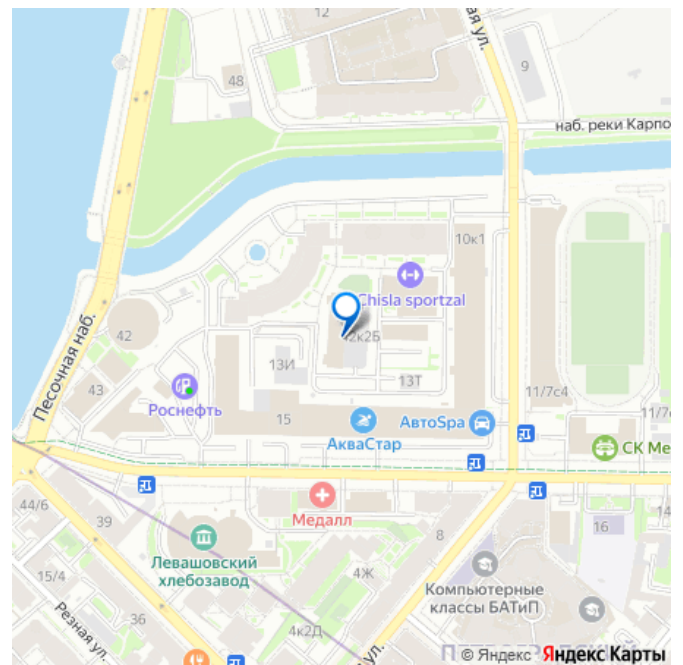 12
ная ул.
9
48
наб. реки Карпо
10к1
Chisla sportzal
42к2Б
42
Песочная наб.
13И
13Т
43
Роснефть
15
АкваСтар
АвтоSpa
11/7с4
11/7
СК Ме
44/6
39
Медалл
8
14
16
Левашовский
хлебозавод
4Ж
Компьютерные
классы БАТиП
15/4
Резная ул.
36
4к2Д
ул.
© Яндекс Яндекс Карты